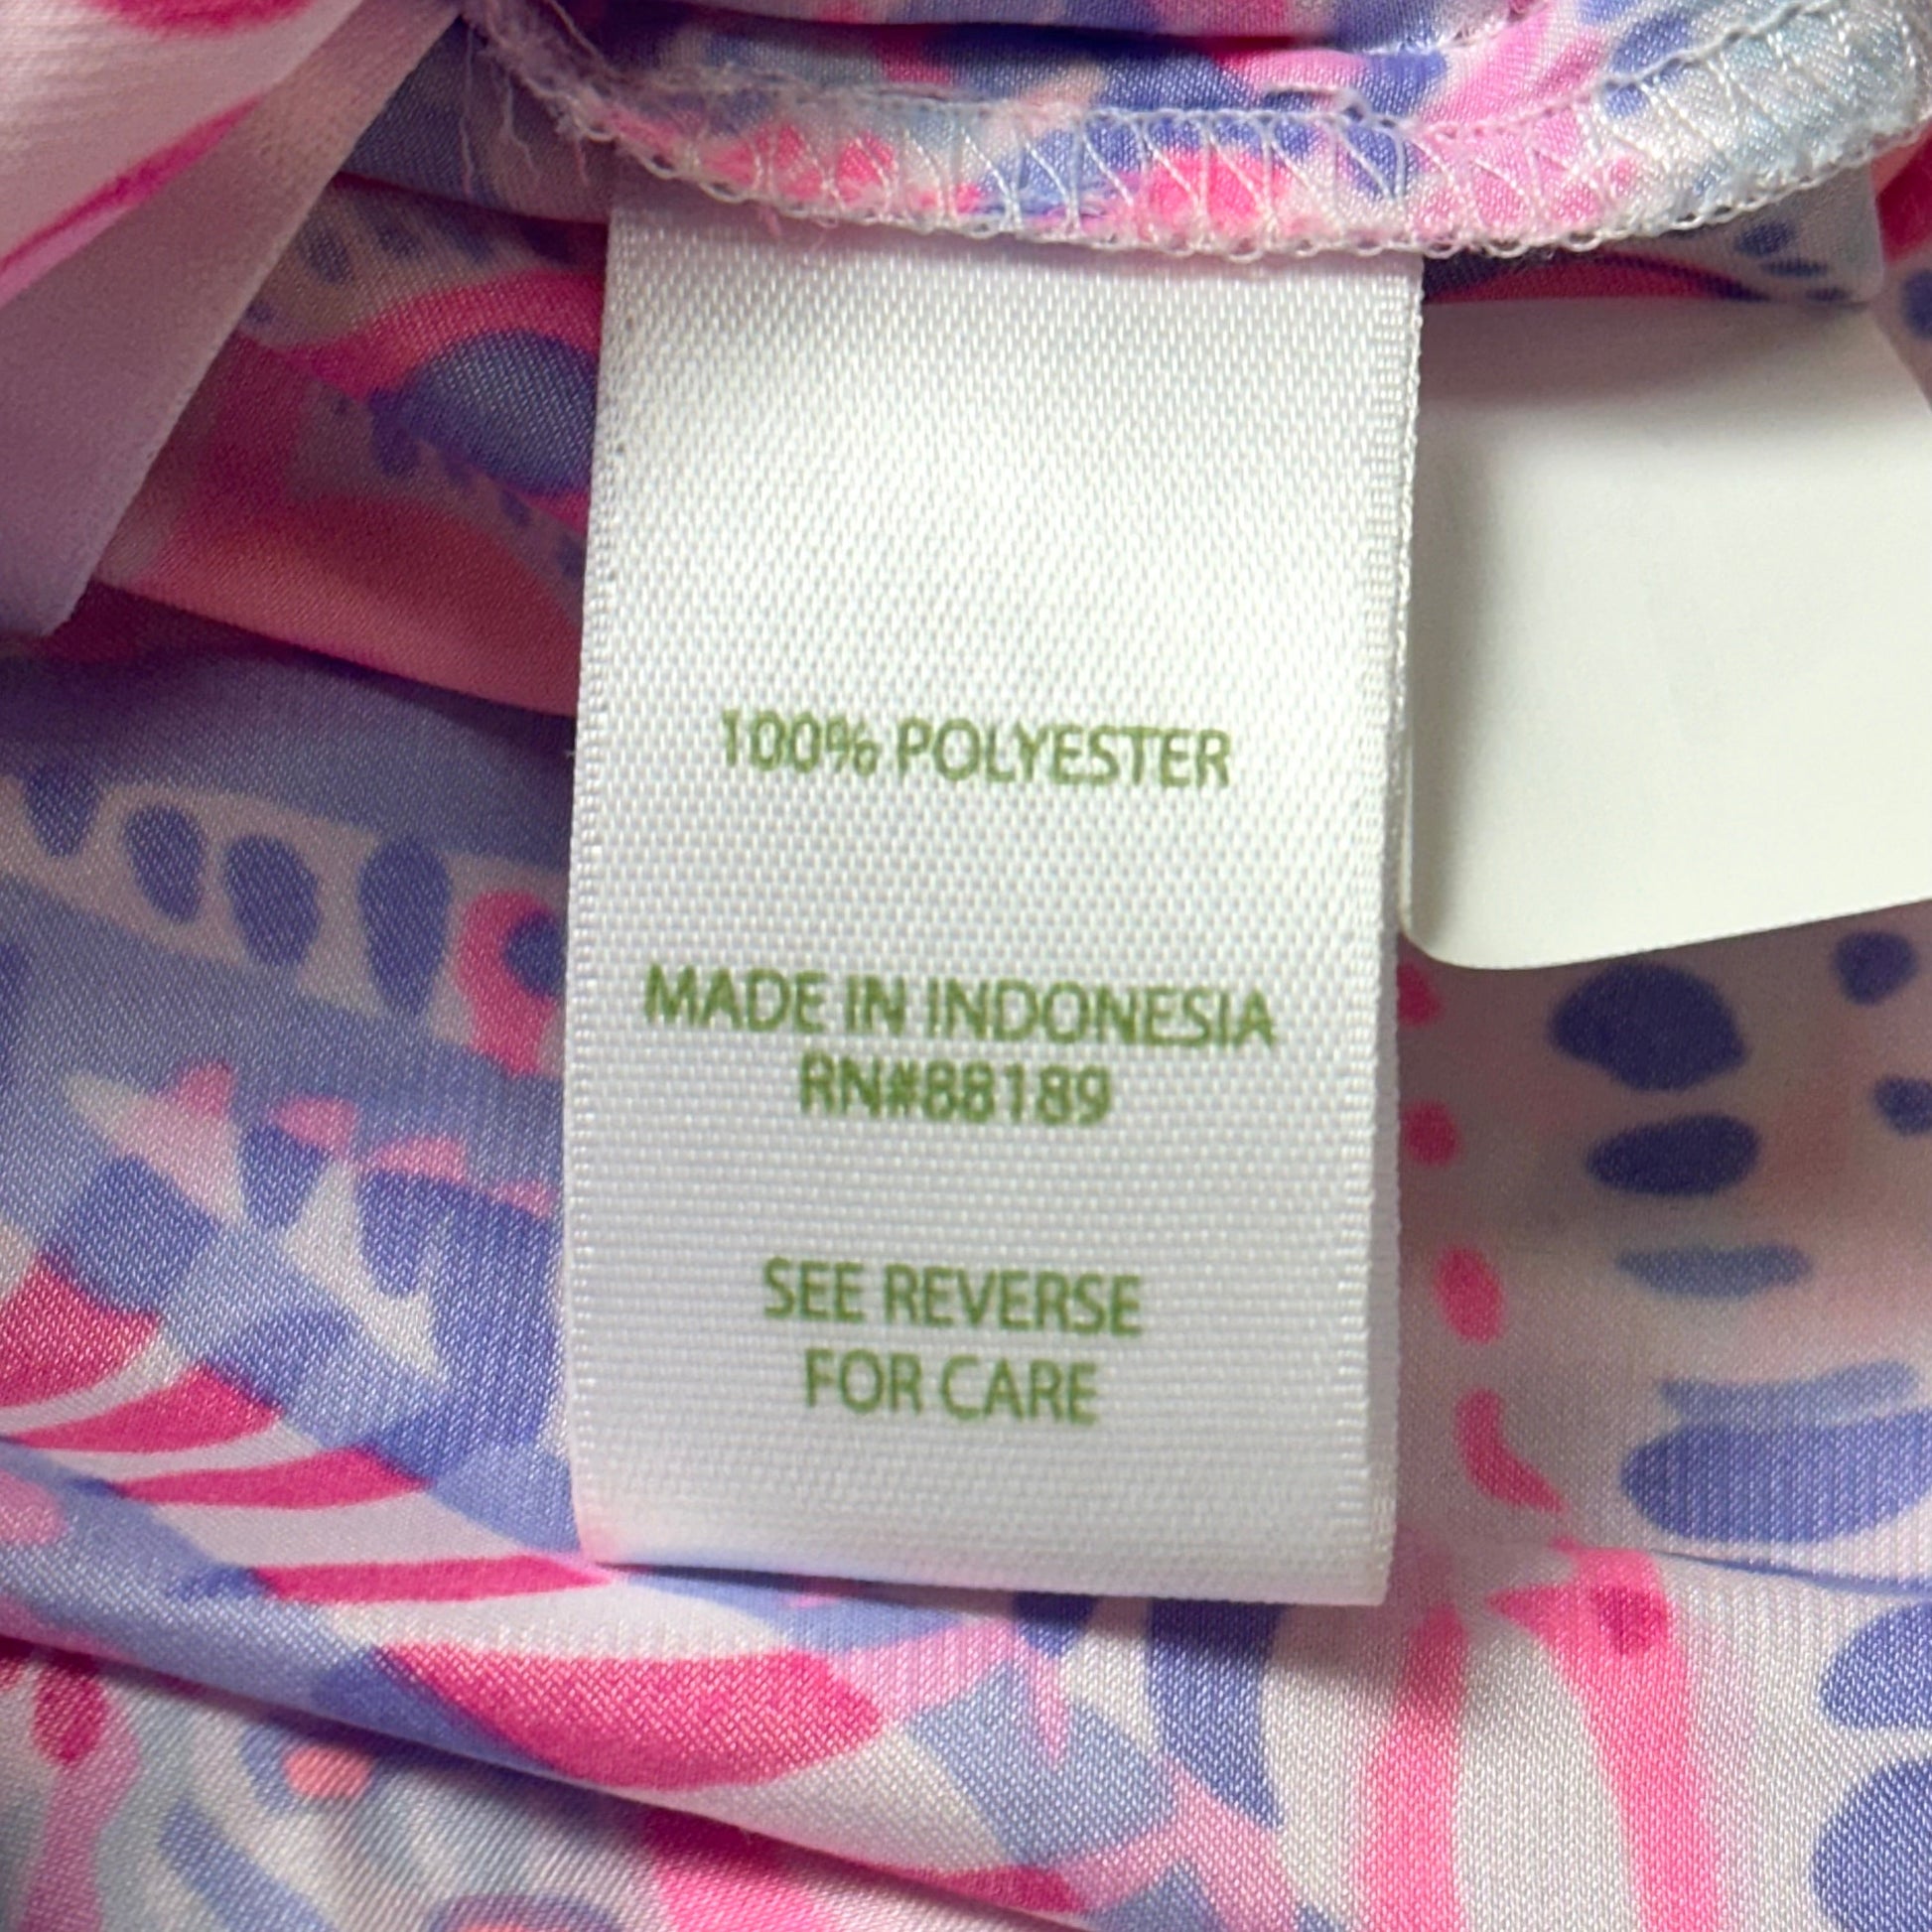 100% POLYESTER
MADE IN INDONESIA
RN#88189
SEE REVERSE
FOR CARE